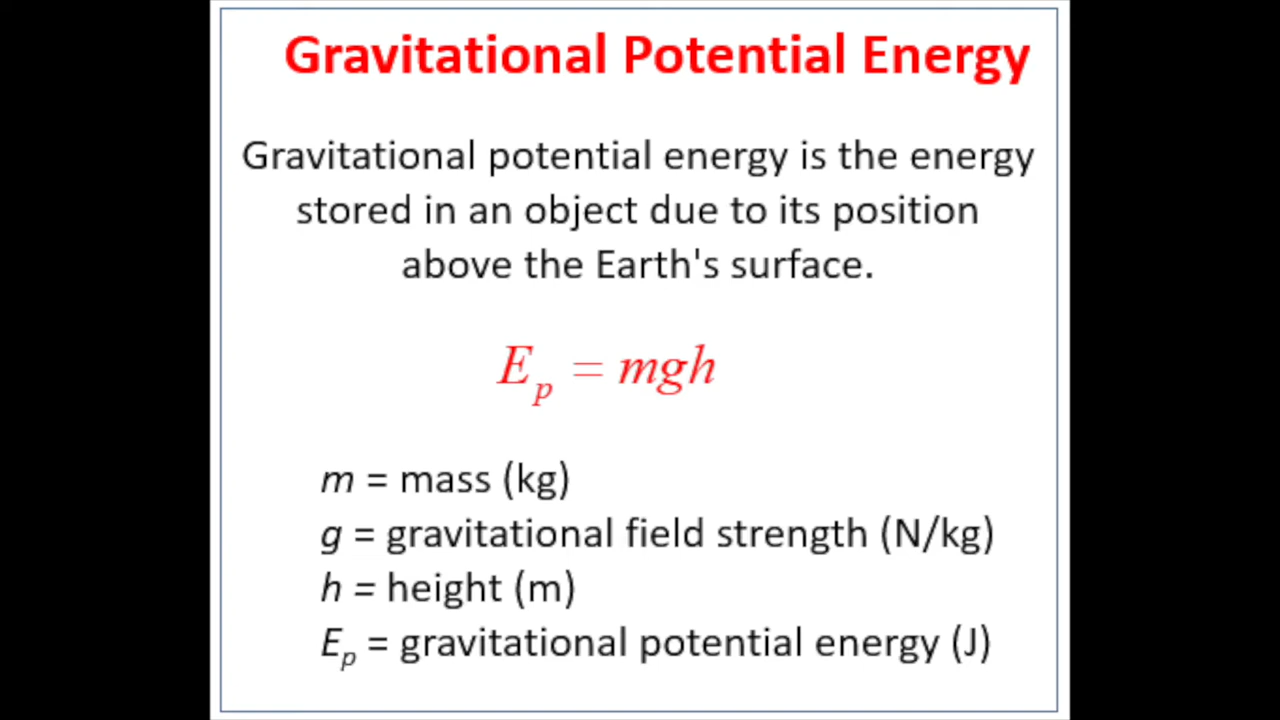 Gravitational Potential Energy
Gravitational potential energy is the energy
stored in an object due to its position
above the Earth's surface.
Eₚ = mgh
m = mass (kg)
g = gravitational field strength (N/kg)
h = height (m)
Eₚ = gravitational potential energy (J)